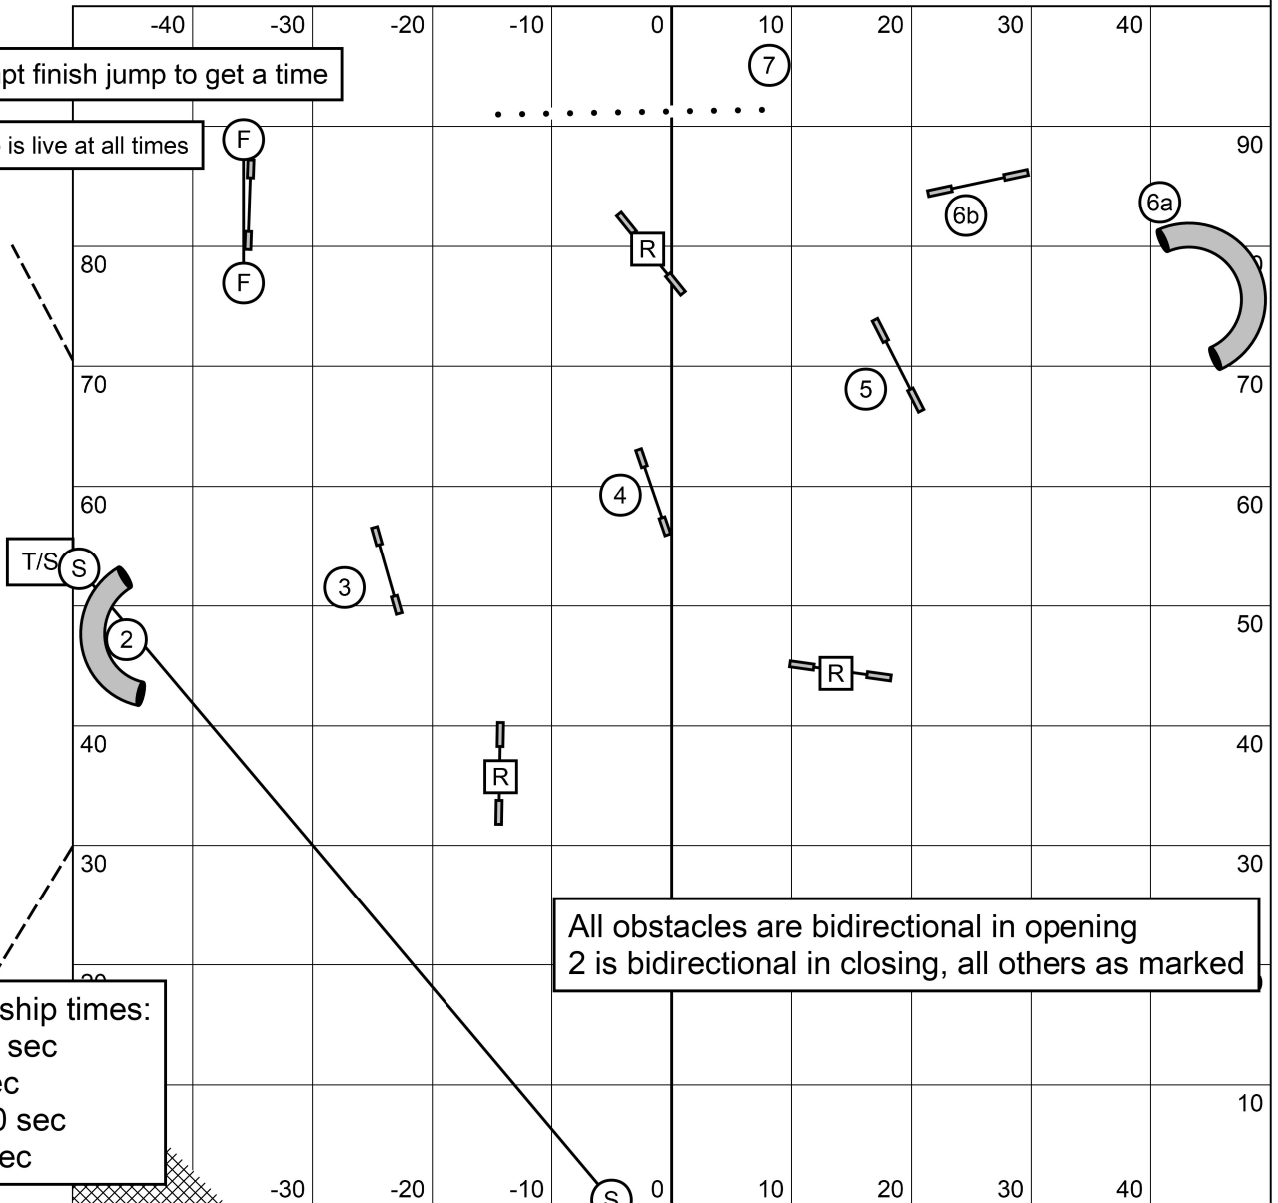 -40 -30 -20 -10 0 10 20 30 40
7
pt finish jump to get a time
is live at all times
F
90
6a
6b
R
80
F
70
70
5
4
60
60
T/S
S
3
50
2
R
40
40
R
30
30
All obstacles are bidirectional in opening
2 is bidirectional in closing, all others as marked
ship times:
sec
ec
0 sec
10
ec
-30 -20 -10 S 0 10 20 30 40